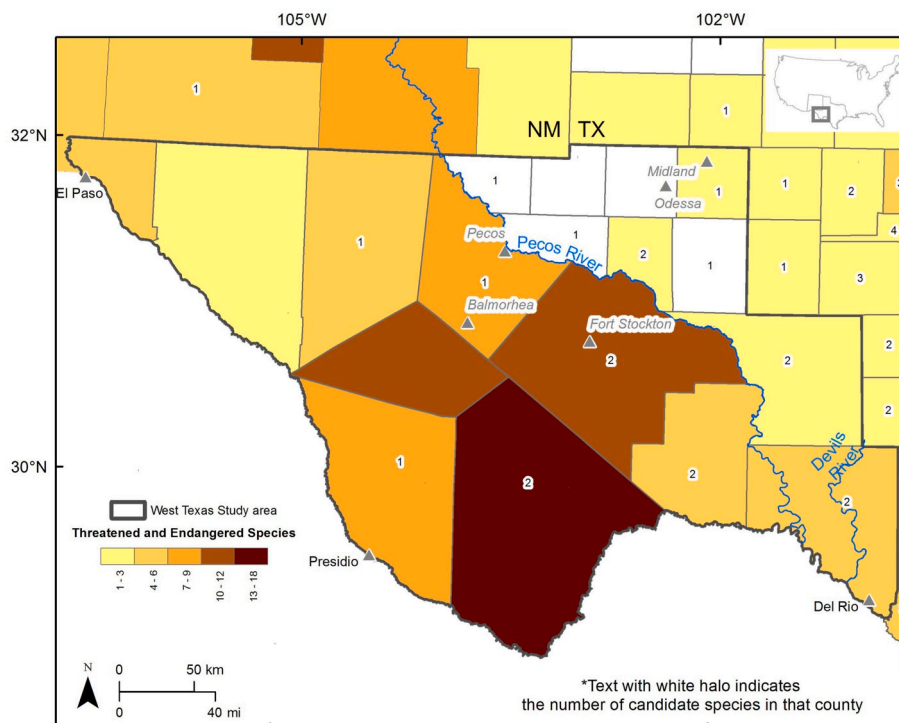 105°W
102°W
1
NM TX
1
32°N
El Paso
1
Midland
Odessa
1
1
2
3
4
1
Pecos
1
2
1
1
3
Pecos River
1
Balmorhea
Fort Stockton
2
2
2
2
30°N
1
2
2
Devils
River
2
West Texas Study area
Threatened and Endangered Species
1 - 3
4 - 6
7 - 9
10 - 12
13 - 18
Presidio
Del Rio
N
0 50 km
0 40 mi
*Text with white halo indicates
the number of candidate species in that county